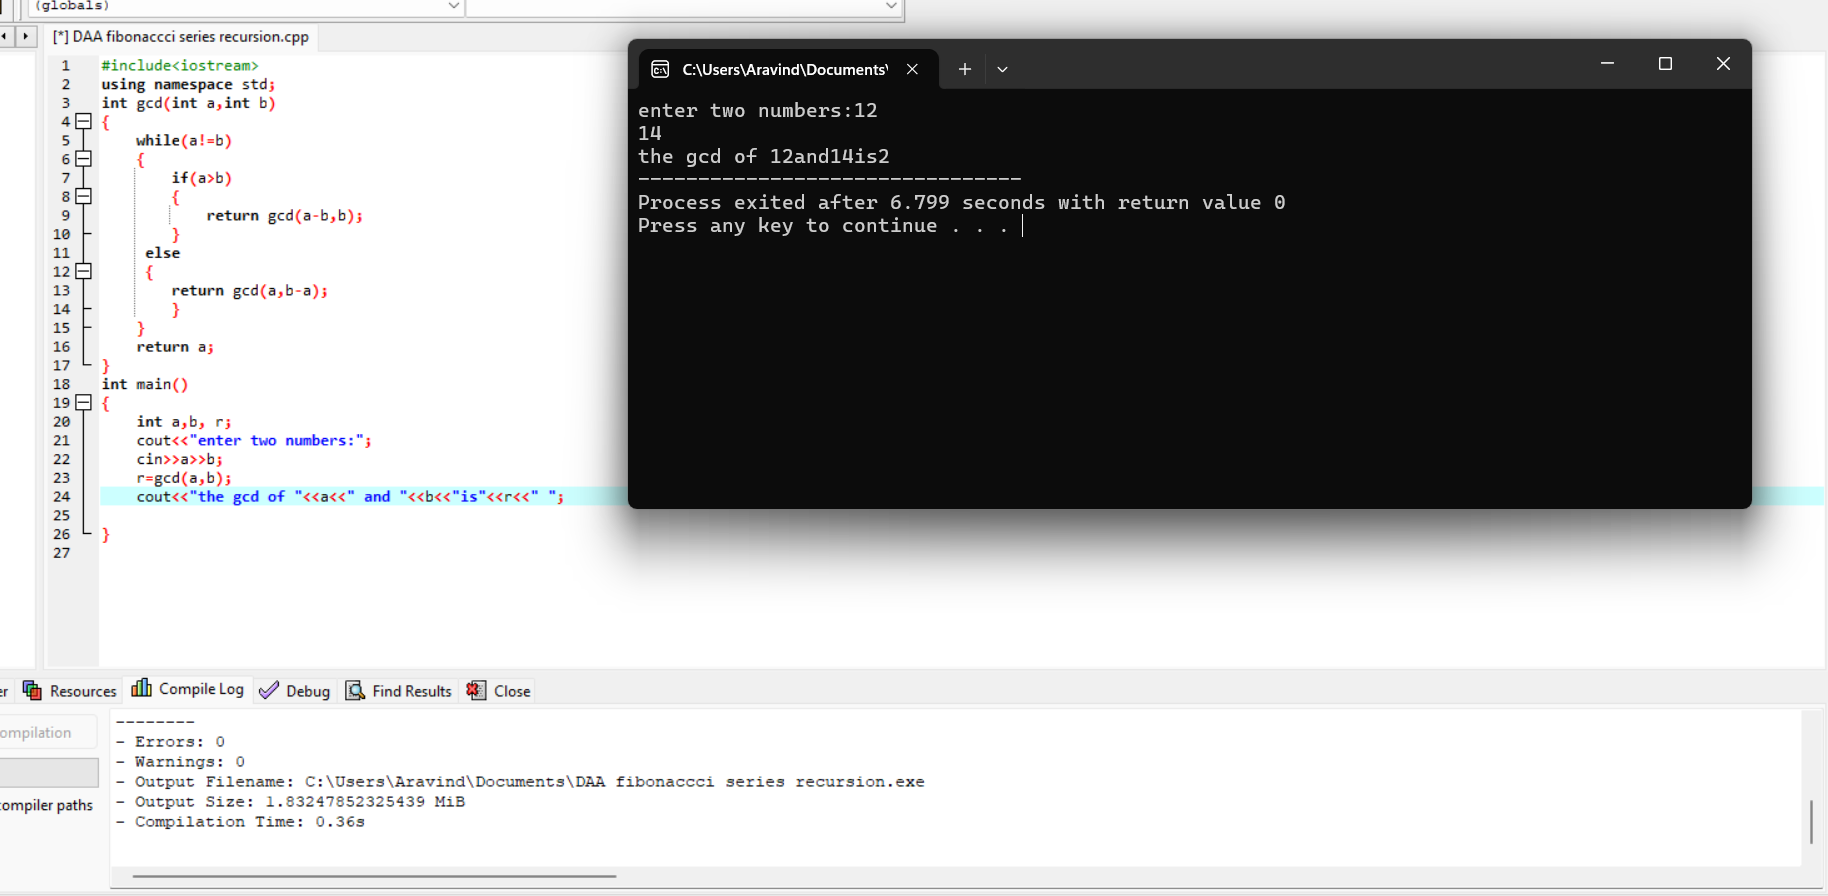 (globals)
[*] DAA fibonaccci series recursion.cpp
1 #include<iostream>
2 using namespace std;
3 int gcd(int a,int b)
4 {
5 while(a!=b)
6 {
7 if(a>b)
8 {
9 return gcd(a-b,b);
10 }
11 else
12 {
13 return gcd(a,b-a);
14 }
15 }
16 return a;
17 }
18 int main()
19 {
20 int a,b, r;
21 cout<<"enter two numbers:";
22 cin>>a>>b;
23 r=gcd(a,b);
24 cout<<"the gcd of "<<a<<" and "<<b<<"is"<<r<<" ";
25
26 }
27
C:\Users\Aravind\Documents\
enter two numbers:12
14
the gcd of 12and14is2
--------------------------------
Process exited after 6.799 seconds with return value 0
Press any key to continue . . .
er Resources Compile Log Debug Find Results Close
ompilation
compiler paths
--------
- Errors: 0
- Warnings: 0
- Output Filename: C:\Users\Aravind\Documents\DAA fibonaccci series recursion.exe
- Output Size: 1.83247852325439 MiB
- Compilation Time: 0.36s